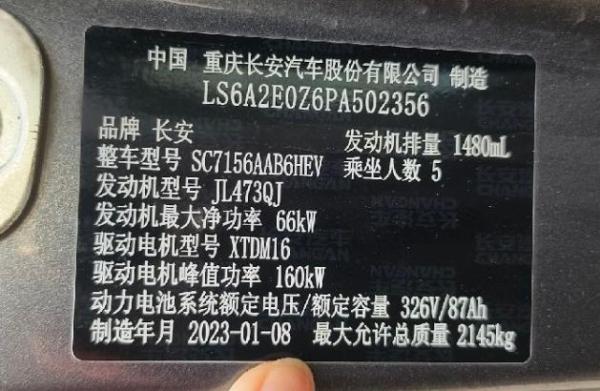 中国 重庆长安汽车股份有限公司 制造
LS6A2E0Z6PA502356
品牌 长安 发动机排量 1480mL
整车型号 SC7156AAB6HEV 乘坐人数 5
发动机型号 JL473QJ
发动机最大净功率 66kW
驱动电机型号 XTDM16
驱动电机峰值功率 160kW
动力电池系统额定电压/额定容量 326V/87Ah
制造年月 2023-01-08 最大允许总质量 2145kg